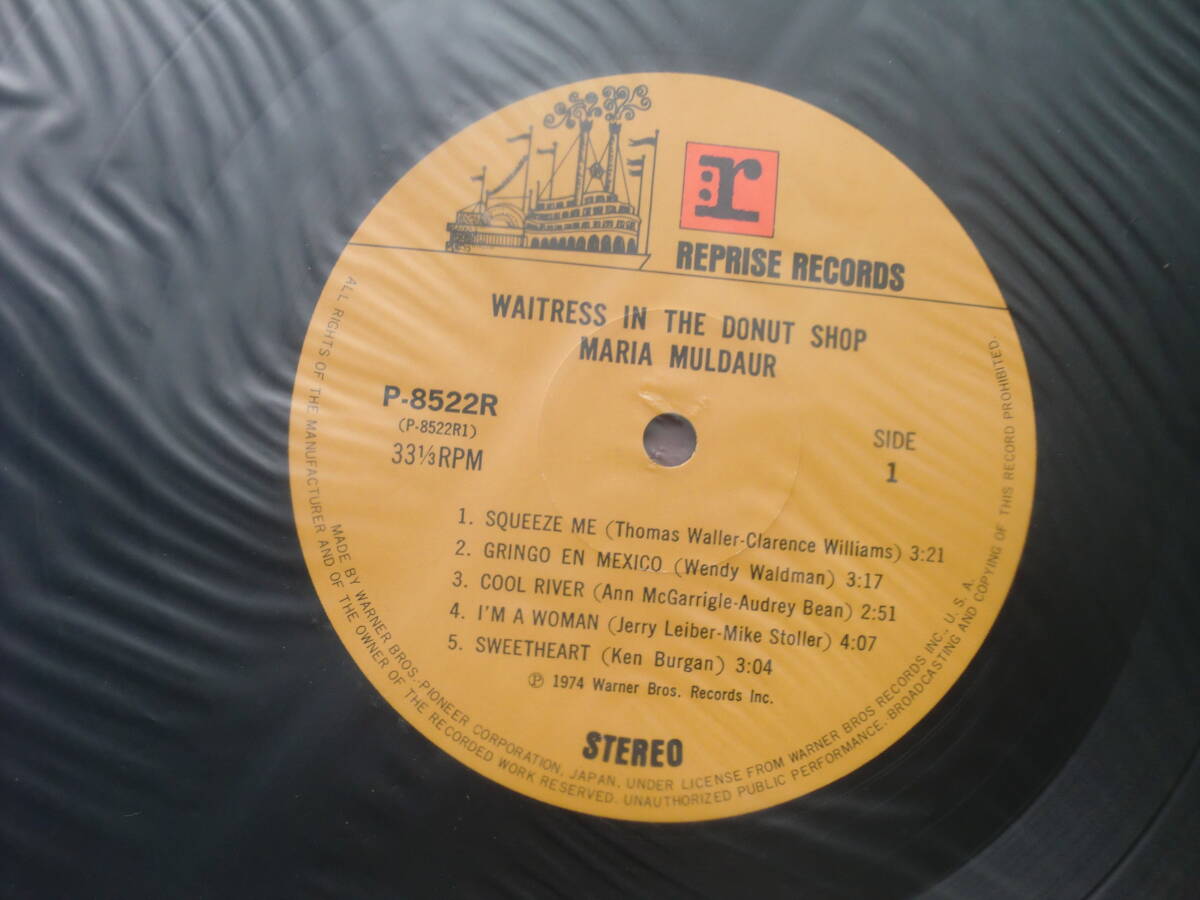 r
REPRISE RECORDS
WAITRESS IN THE DONUT SHOP
MARIA MULDAUR
P-8522R
(P-8522R1)
33⅓RPM
SIDE
1
1. SQUEEZE ME (Thomas Waller-Clarence Williams) 3:21
2. GRINGO EN MEXICO (Wendy Waldman) 3:17
3. COOL RIVER (Ann McGarrigle-Audrey Bean) 2:51
4. I'M A WOMAN (Jerry Leiber-Mike Stoller) 4:07
5. SWEETHEART (Ken Burgan) 3:04
℗ 1974 Warner Bros. Records Inc.
STEREO
MADE BY WARNER BROS.-PIONEER CORPORATION, JAPAN, UNDER LICENSE FROM WARNER BROS RECORDS INC., U. S. A.
ALL RIGHTS OF THE MANUFACTURER AND OF THE OWNER OF THE RECORDED WORK RESERVED. UNAUTHORIZED PUBLIC PERFORMANCE, BROADCASTING AND COPYING OF THIS RECORD PROHIBITED.